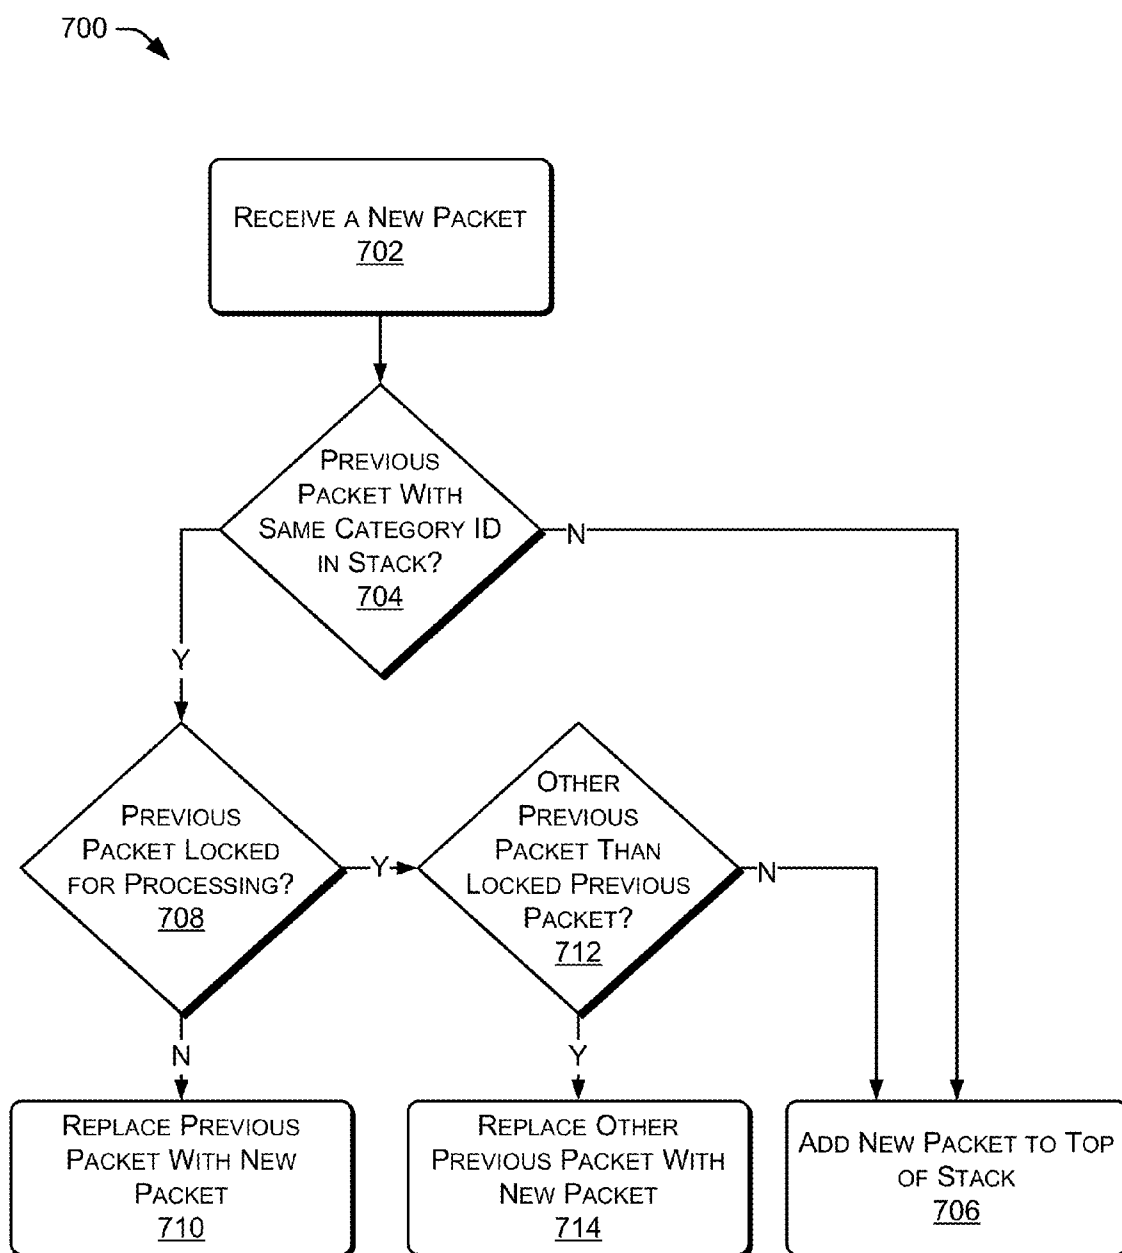 700
RECEIVE A NEW PACKET
702
PREVIOUS
PACKET WITH
SAME CATEGORY ID
IN STACK?
704
N
Y
PREVIOUS
PACKET LOCKED
FOR PROCESSING?
708
Y
OTHER
PREVIOUS
PACKET THAN
LOCKED PREVIOUS
PACKET?
712
N
N
Y
REPLACE PREVIOUS
PACKET WITH NEW
PACKET
710
REPLACE OTHER
PREVIOUS PACKET WITH
NEW PACKET
714
ADD NEW PACKET TO TOP
OF STACK
706